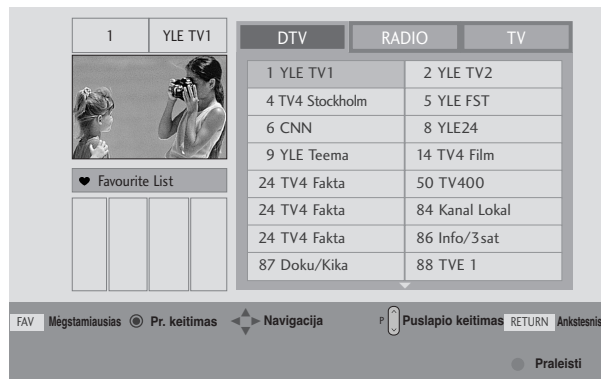 1 YLE TV1
DTV RADIO TV
1 YLE TV1 2 YLE TV2
4 TV4 Stockholm 5 YLE FST
6 CNN 8 YLE24
9 YLE Teema 14 TV4 Film
24 TV4 Fakta 50 TV400
24 TV4 Fakta 84 Kanal Lokal
24 TV4 Fakta 86 Info/3sat
87 Doku/Kika 88 TVE 1
Favourite List
FAV Mėgstamiausias Pr. keitimas Navigacija P Puslapio keitimas RETURN Ankstesnis
Praleisti